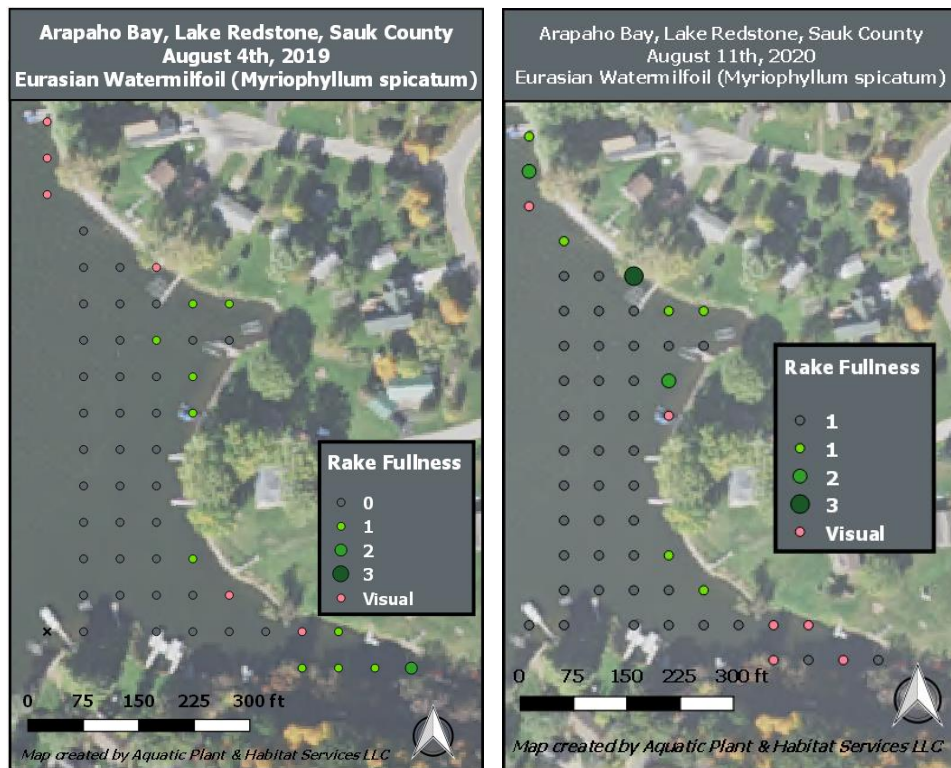 Arapaho Bay, Lake Redstone, Sauk County
August 4th, 2019
Eurasian Watermilfoil (Myriophyllum spicatum)
Rake Fullness
0
1
2
3
Visual
0 75 150 225 300 ft
Map created by Aquatic Plant & Habitat Services LLC
Arapaho Bay, Lake Redstone, Sauk County
August 11th, 2020
Eurasian Watermilfoil (Myriophyllum spicatum)
Rake Fullness
1
1
2
3
Visual
0 75 150 225 300 ft
Map created by Aquatic Plant & Habitat Services LLC